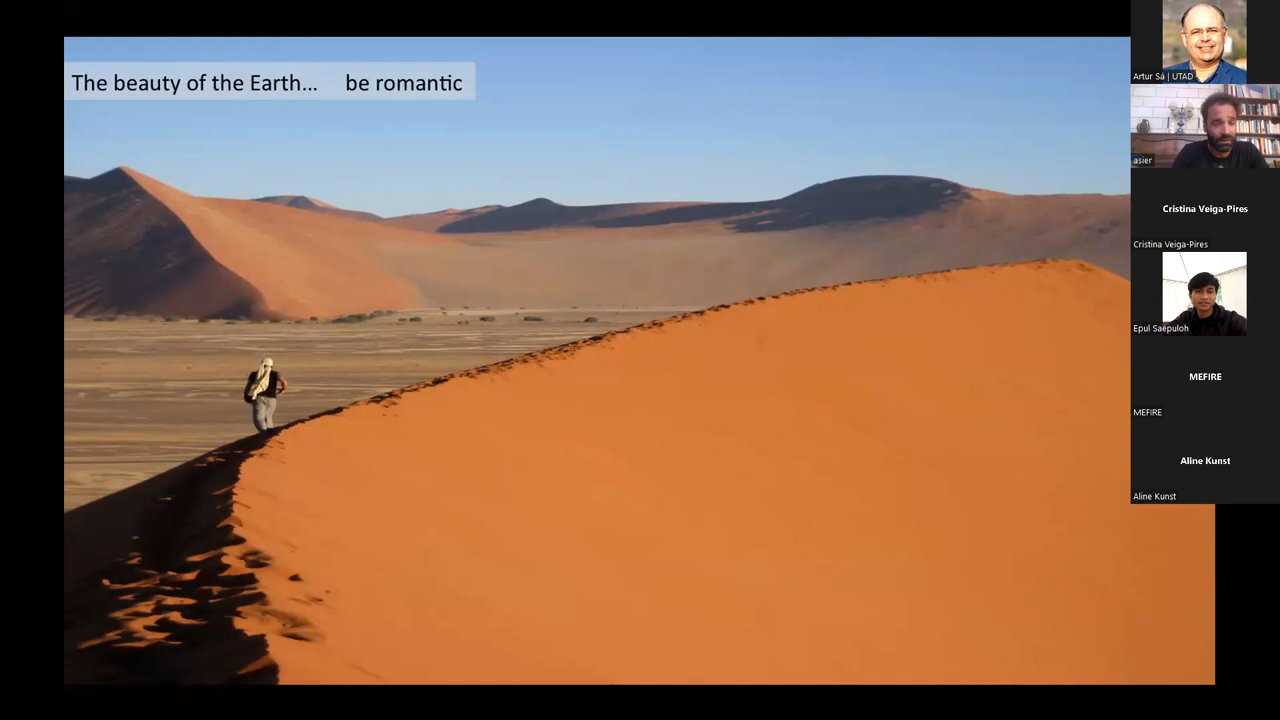 The beauty of the Earth... be romantic
Artur Sá | UTAD
asier
Cristina Veiga-Pires
Cristina Veiga-Pires
Epul Saepuloh
MEFIRE
MEFIRE
Aline Kunst
Aline Kunst